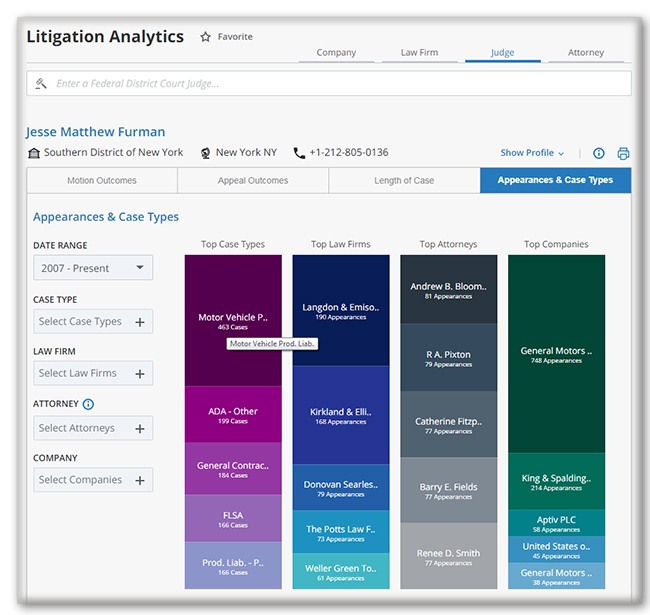 Litigation Analytics
Favorite
Company
Law Firm
Judge
Attorney
Enter a Federal District Court Judge...
Jesse Matthew Furman
Southern District of New York
New York NY
+1-212-805-0136
Show Profile
Motion Outcomes
Appeal Outcomes
Length of Case
Appearances & Case Types
Appearances & Case Types
DATE RANGE
2007 - Present
CASE TYPE
Select Case Types +
LAW FIRM
Select Law Firms +
ATTORNEY
Select Attorneys +
COMPANY
Select Companies +
Top Case Types
Motor Vehicle P..
463 Cases
Motor Vehicle Prod. Liab.
ADA - Other
199 Cases
General Contrac..
184 Cases
FLSA
166 Cases
Prod. Liab. - P..
166 Cases
Top Law Firms
Langdon & Emiso..
190 Appearances
Kirkland & Elli..
168 Appearances
Donovan Searles..
79 Appearances
The Potts Law F..
73 Appearances
Weller Green To..
61 Appearances
Top Attorneys
Andrew B. Bloom..
81 Appearances
R A. Pixton
79 Appearances
Catherine Fitzp..
77 Appearances
Barry E. Fields
77 Appearances
Renee D. Smith
77 Appearances
Top Companies
General Motors ..
748 Appearances
King & Spalding..
214 Appearances
Aptiv PLC
58 Appearances
United States o..
45 Appearances
General Motors ..
38 Appearances